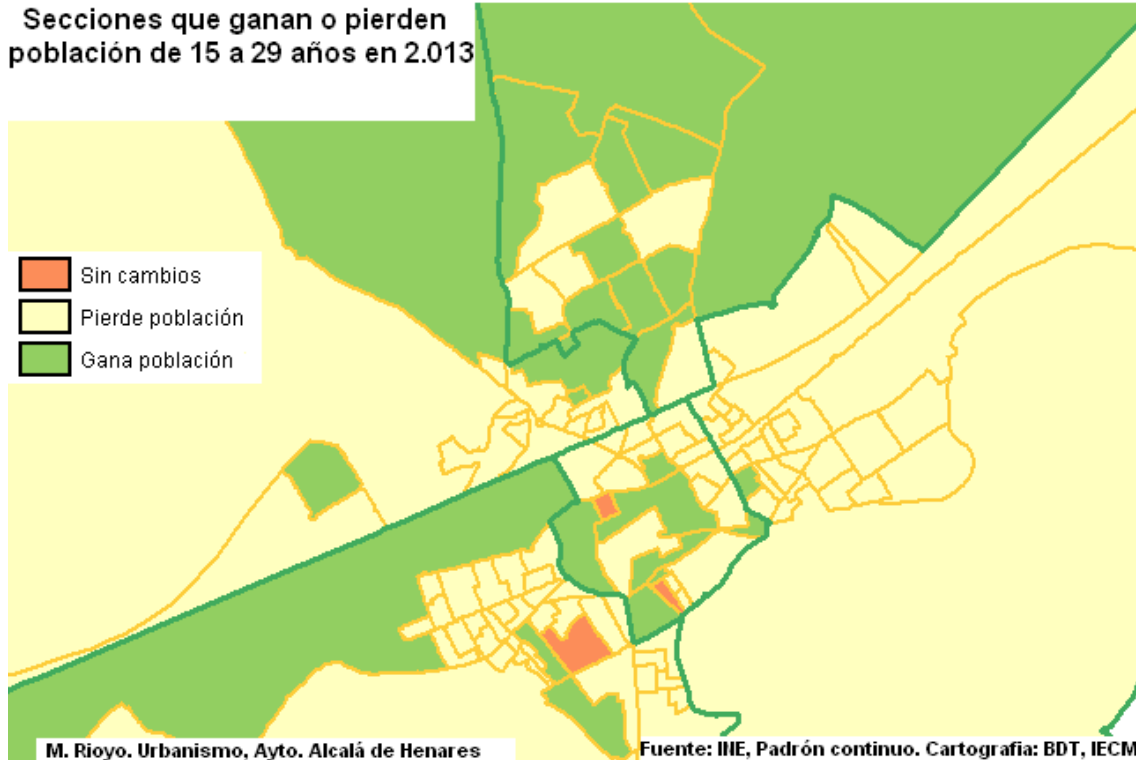 Secciones que ganan o pierden
población de 15 a 29 años en 2.013
Sin cambios
Pierde población
Gana población
M. Rioyo. Urbanismo, Ayto. Alcalá de Henares
Fuente: INE, Padrón continuo. Cartografia: BDT, IECM